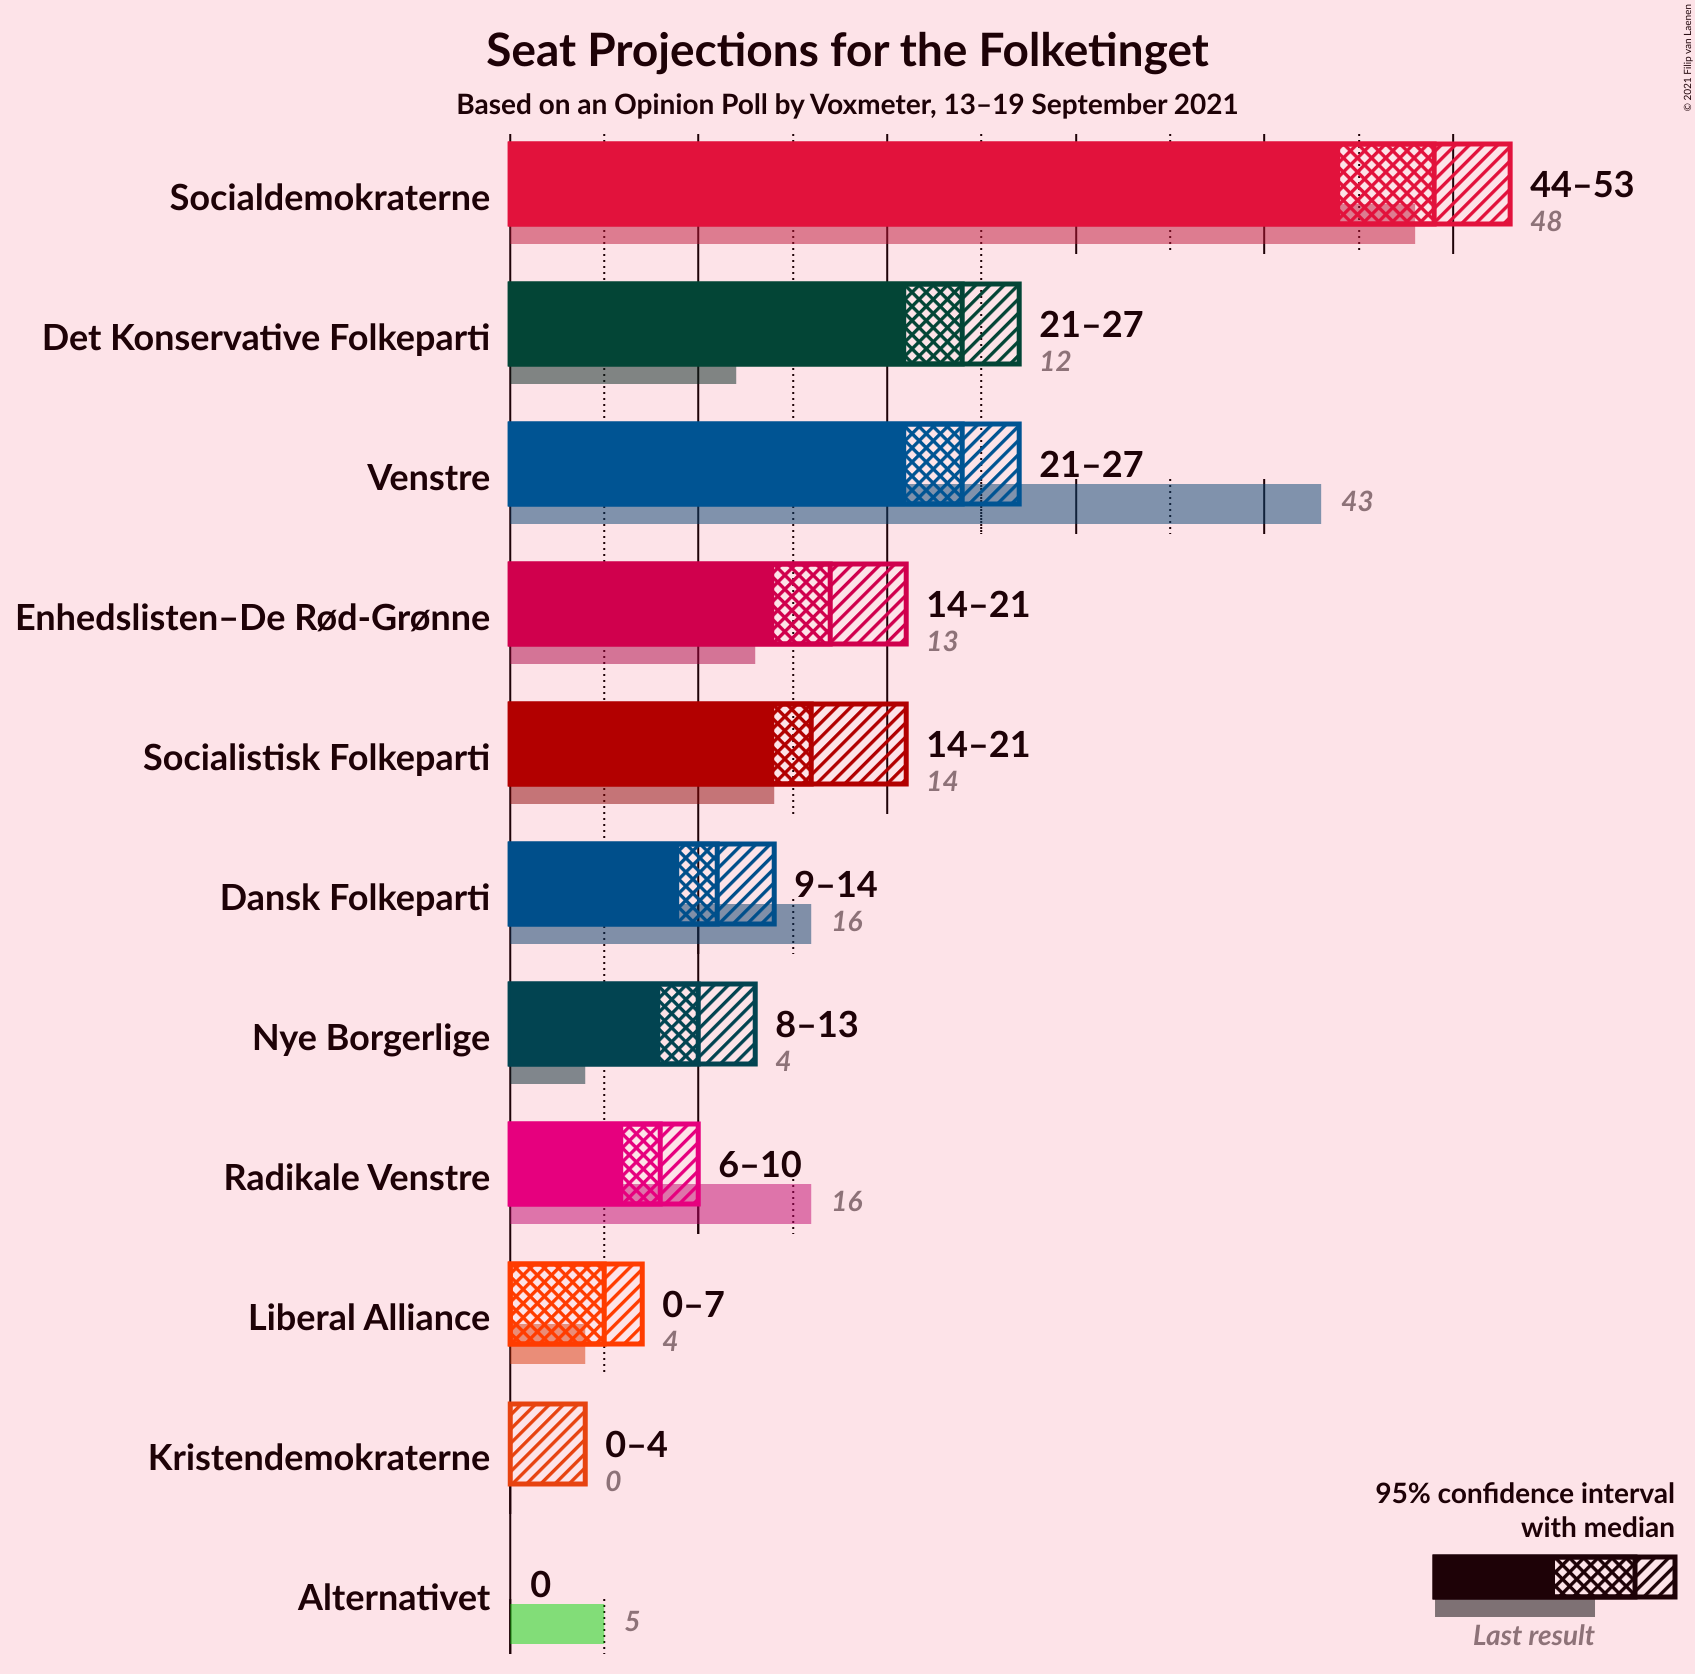 Seat Projections for the Folketinget
Based on an Opinion Poll by Voxmeter, 13–19 September 2021
© 2021 Filip van Laenen
Socialdemokraterne
44–53
48
Det Konservative Folkeparti
21–27
12
Venstre
21–27
43
Enhedslisten–De Rød-Grønne
14–21
13
Socialistisk Folkeparti
14–21
14
Dansk Folkeparti
9–14
16
Nye Borgerlige
8–13
4
Radikale Venstre
6–10
16
Liberal Alliance
0–7
4
Kristendemokraterne
0–4
0
Alternativet
0
5
95% confidence interval
with median
Last result